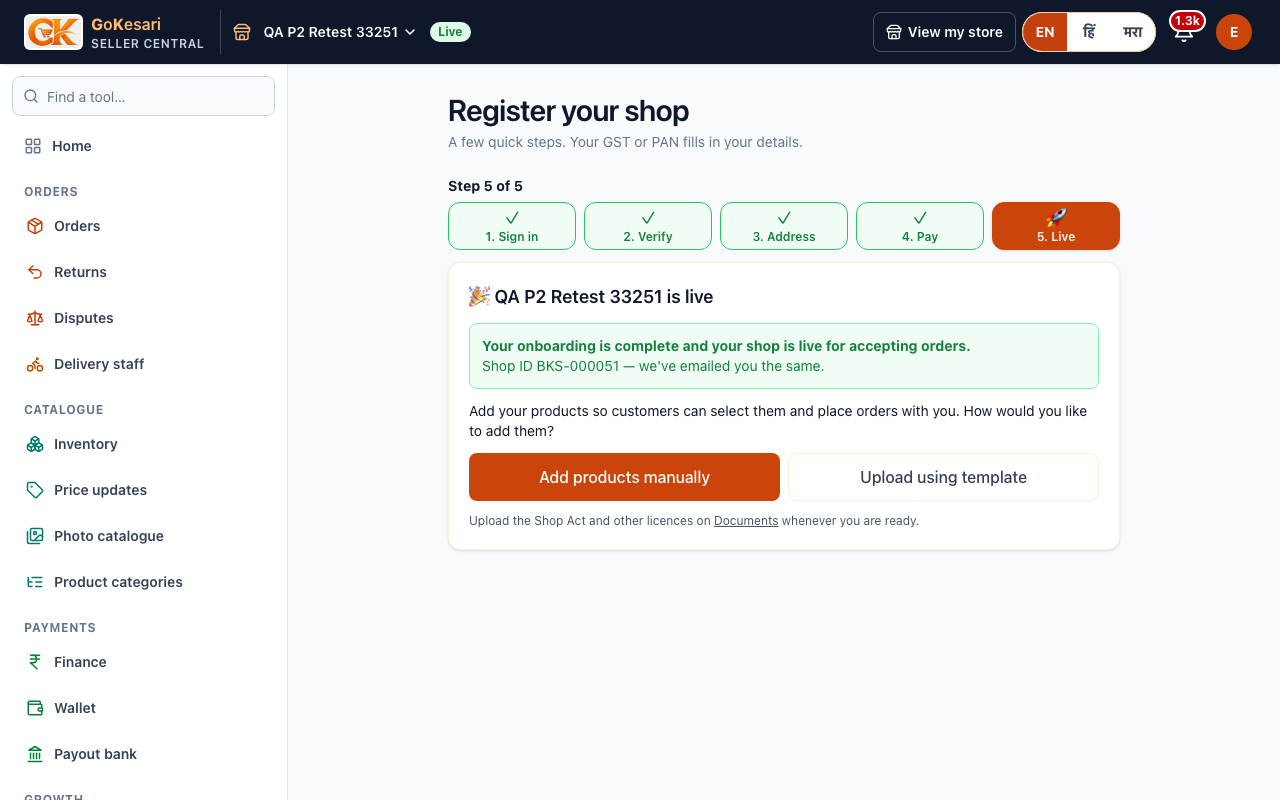 GK
GoKesari
SELLER CENTRAL
QA P2 Retest 33251
Live
View my store
EN
हिं
मरा
1.3k
E
Find a tool...
Home
ORDERS
Orders
Returns
Disputes
Delivery staff
CATALOGUE
Inventory
Price updates
Photo catalogue
Product categories
PAYMENTS
Finance
Wallet
Payout bank
GROWTH
Register your shop
A few quick steps. Your GST or PAN fills in your details.
Step 5 of 5
1. Sign in
2. Verify
3. Address
4. Pay
5. Live
🎉 QA P2 Retest 33251 is live
Your onboarding is complete and your shop is live for accepting orders.
Shop ID BKS-000051 — we've emailed you the same.
Add your products so customers can select them and place orders with you. How would you like
to add them?
Add products manually
Upload using template
Upload the Shop Act and other licences on Documents whenever you are ready.